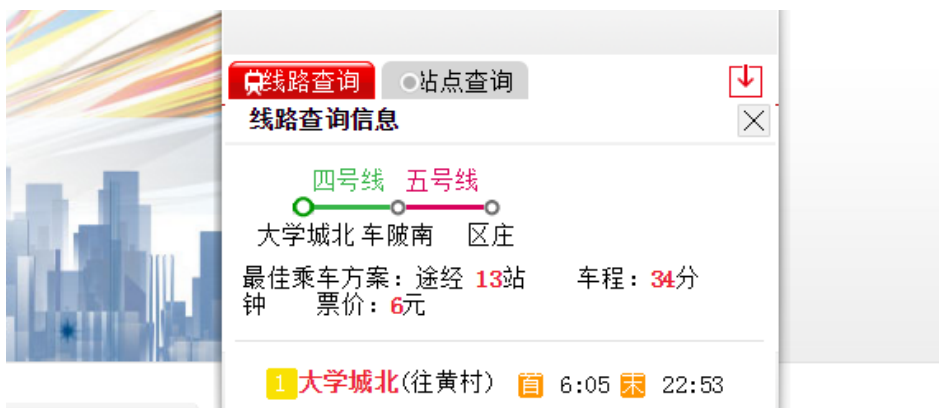 线路查询 站点查询
线路查询信息
四号线 五号线
大学城北 车陂南 区庄
最佳乘车方案：途经 13站 车程：34分
钟 票价：6元
1 大学城北(往黄村) 首 6:05 末 22:53